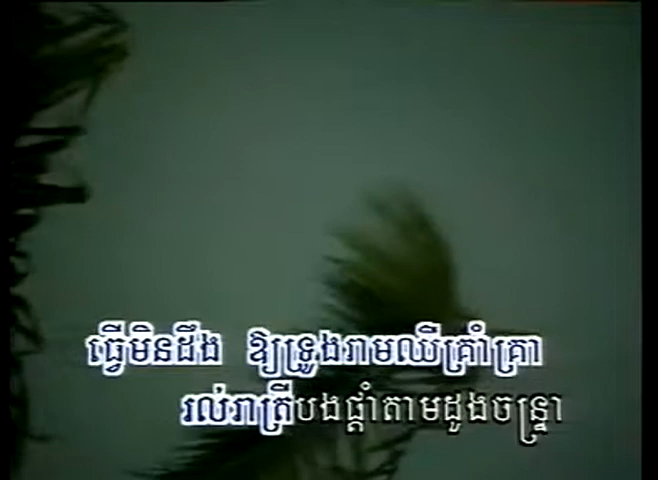 ធ្វើមិនដឹង ឱ្យទ្រូងរាមឈឺគ្រាំគ្រា
រល់រាត្រីបងផ្ដាំតាមដួងចន្ទ្រា